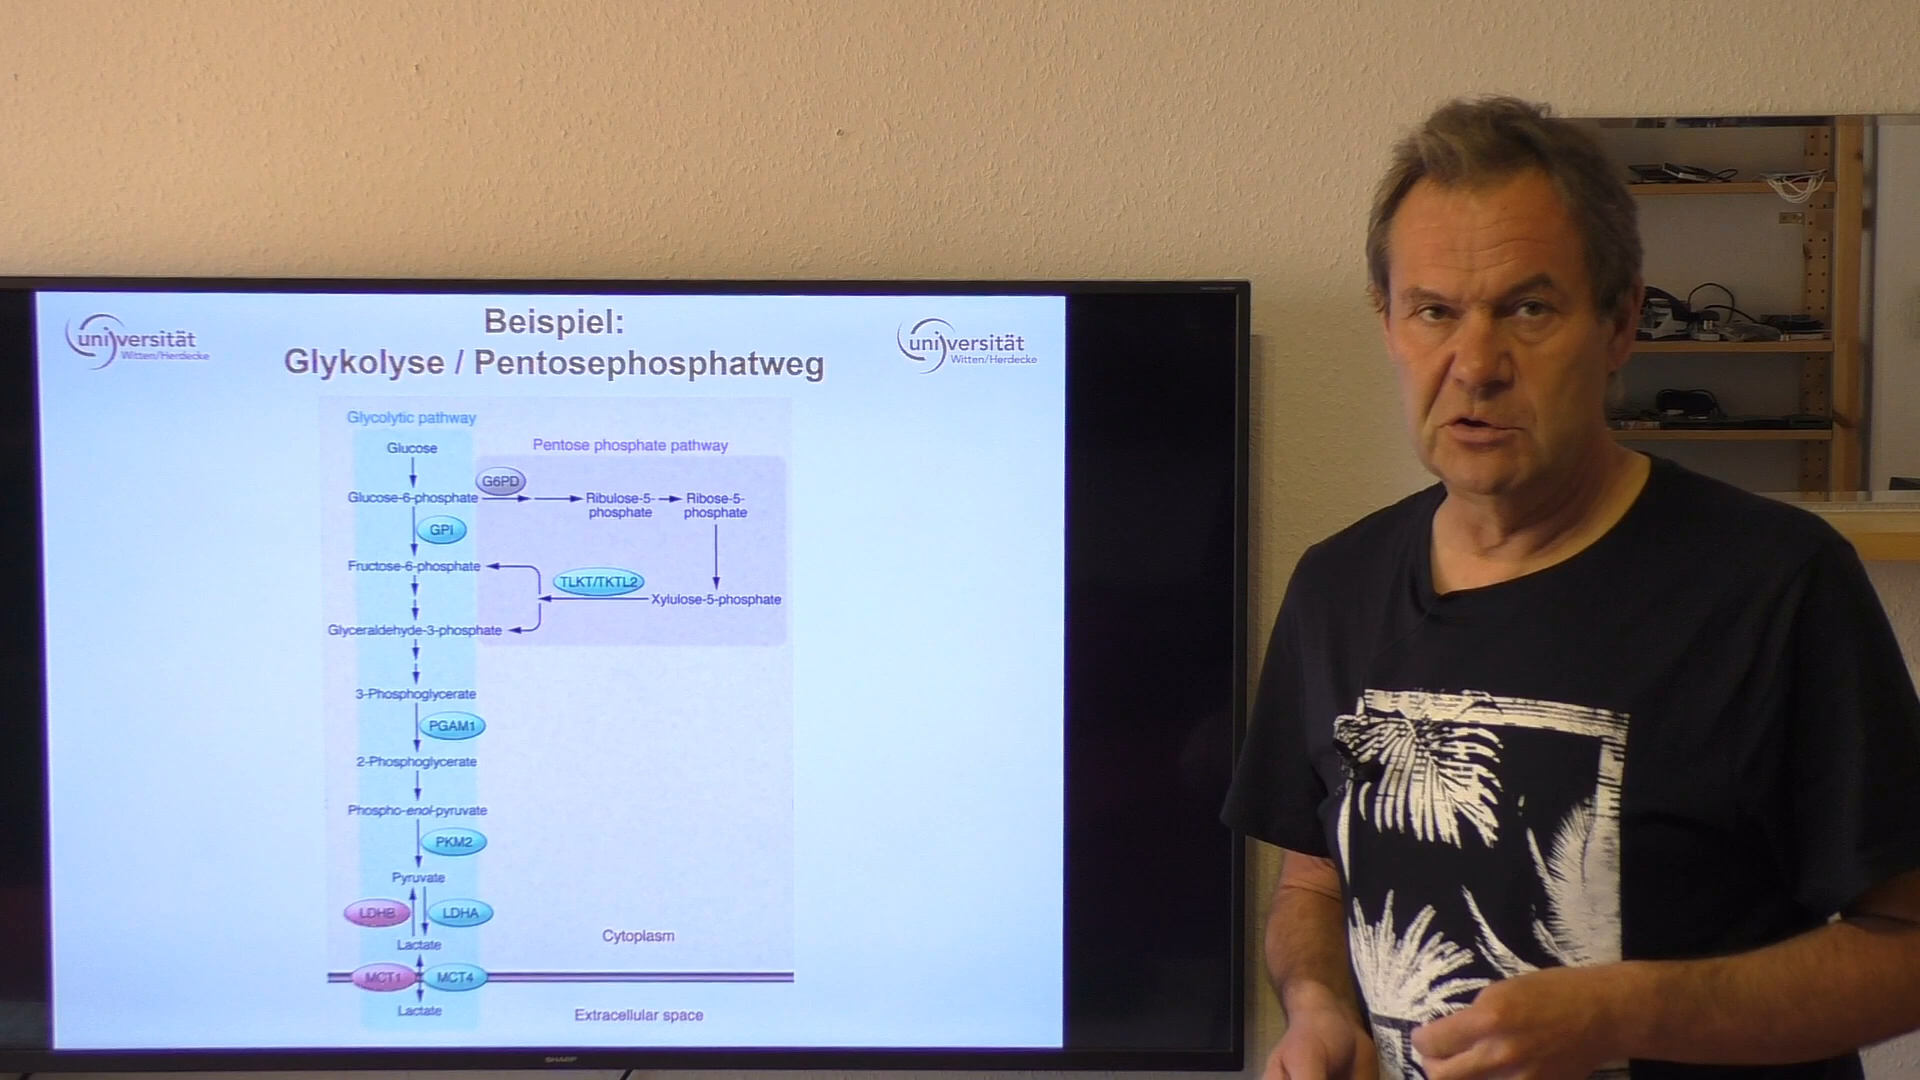 Beispiel:
Glykolyse / Pentosephosphatweg
uni versität
Witten/Herdecke
uni versität
Witten/Herdecke
Glycolytic pathway
Pentose phosphate pathway
Glucose
G6PD
Glucose-6-phosphate
Ribulose-5-
phosphate
Ribose-5-
phosphate
GPI
Fructose-6-phosphate
TLKT/TKTL2
Xylulose-5-phosphate
Glyceraldehyde-3-phosphate
3-Phosphoglycerate
PGAM1
2-Phosphoglycerate
Phospho-enol-pyruvate
PKM2
Pyruvate
LDHB
LDHA
Lactate
Cytoplasm
MCT1
MCT4
Lactate
Extracellular space
SHARP